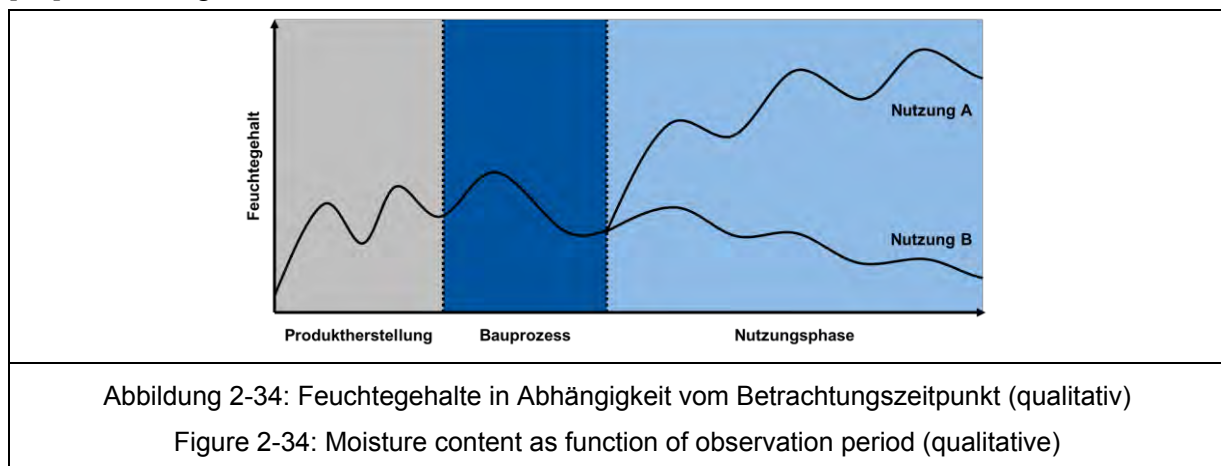 Feuchtegehalt
Nutzung A
Nutzung B
Produktherstellung Bauprozess Nutzungsphase
Abbildung 2-34: Feuchtegehalte in Abhängigkeit vom Betrachtungszeitpunkt (qualitativ)
Figure 2-34: Moisture content as function of observation period (qualitative)